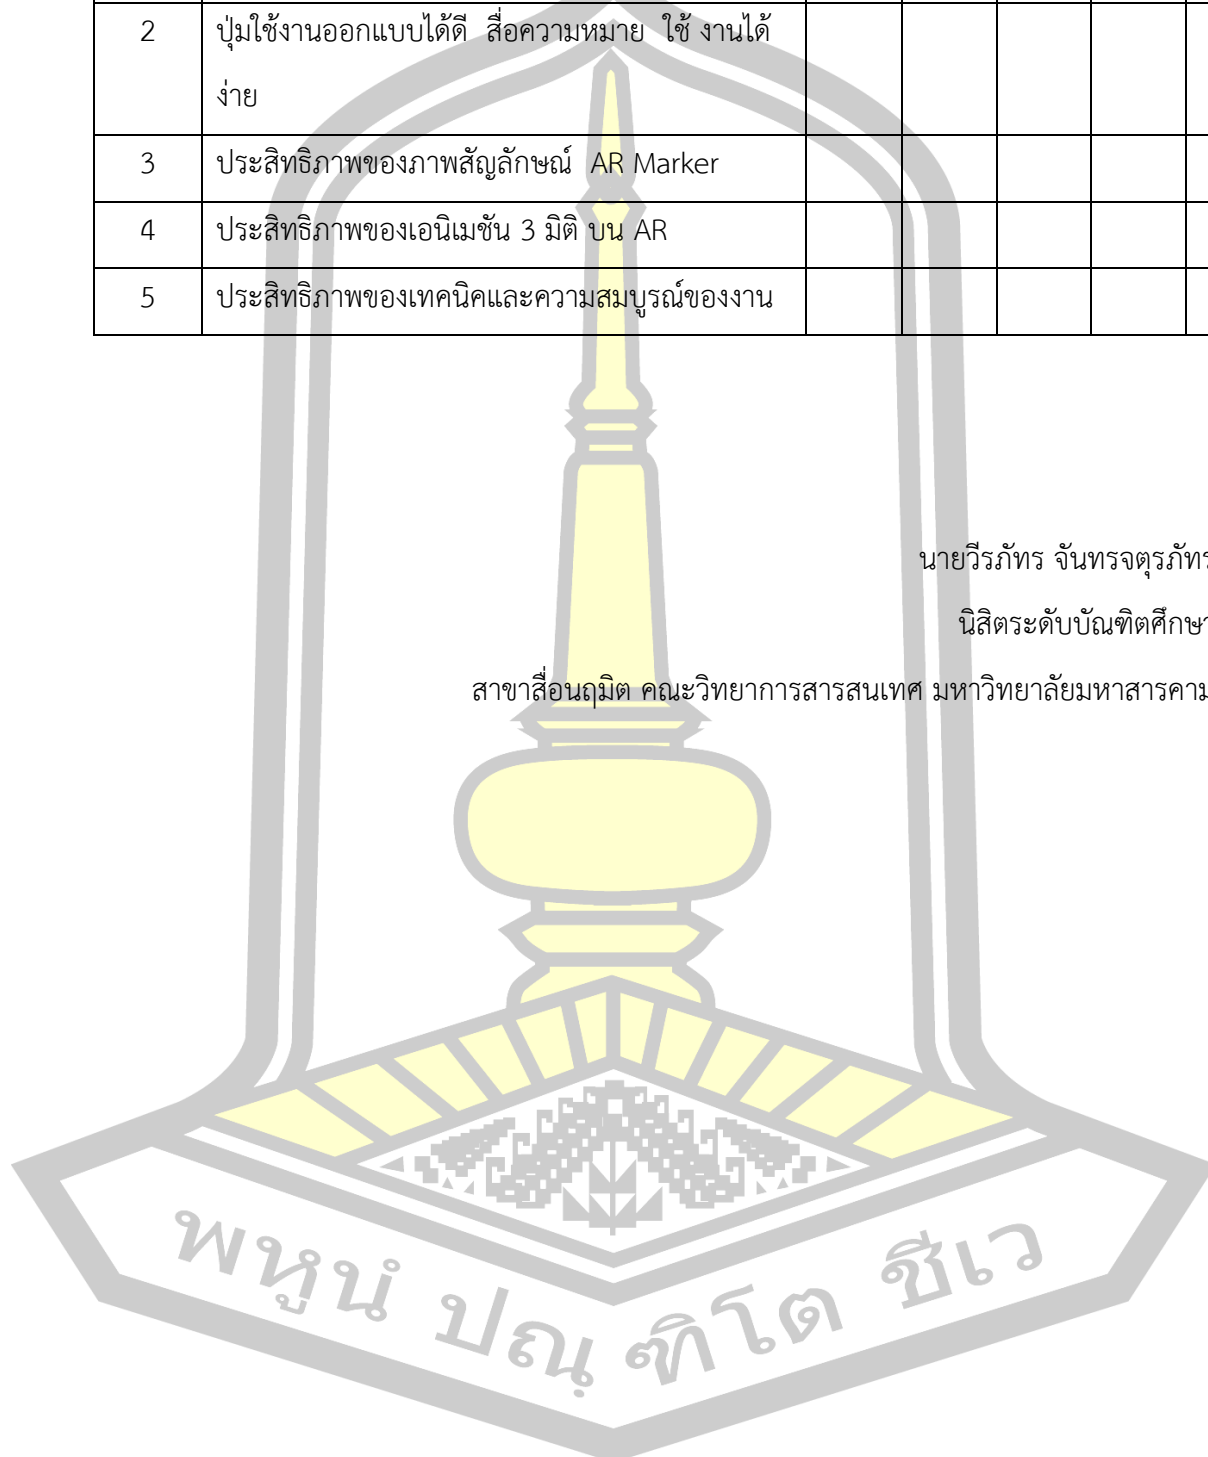 2 ปุ่มใช้งานออกแบบได้ดี สื่อความหมาย ใช้ งานได้
ง่าย
3 ประสิทธิภาพของภาพสัญลักษณ์ AR Marker
4 ประสิทธิภาพของเอนิเมชัน 3 มิติ บน AR
5 ประสิทธิภาพของเทคนิคและความสมบูรณ์ของงาน
นายวีรภัทร จันทรจตุรภัทร
นิสิตระดับบัณฑิตศึกษา
สาขาสื่อนฤมิต คณะวิทยาการสารสนเทศ มหาวิทยาลัยมหาสารคาม
พหูนํ ปณฺฑิโต ชีเว